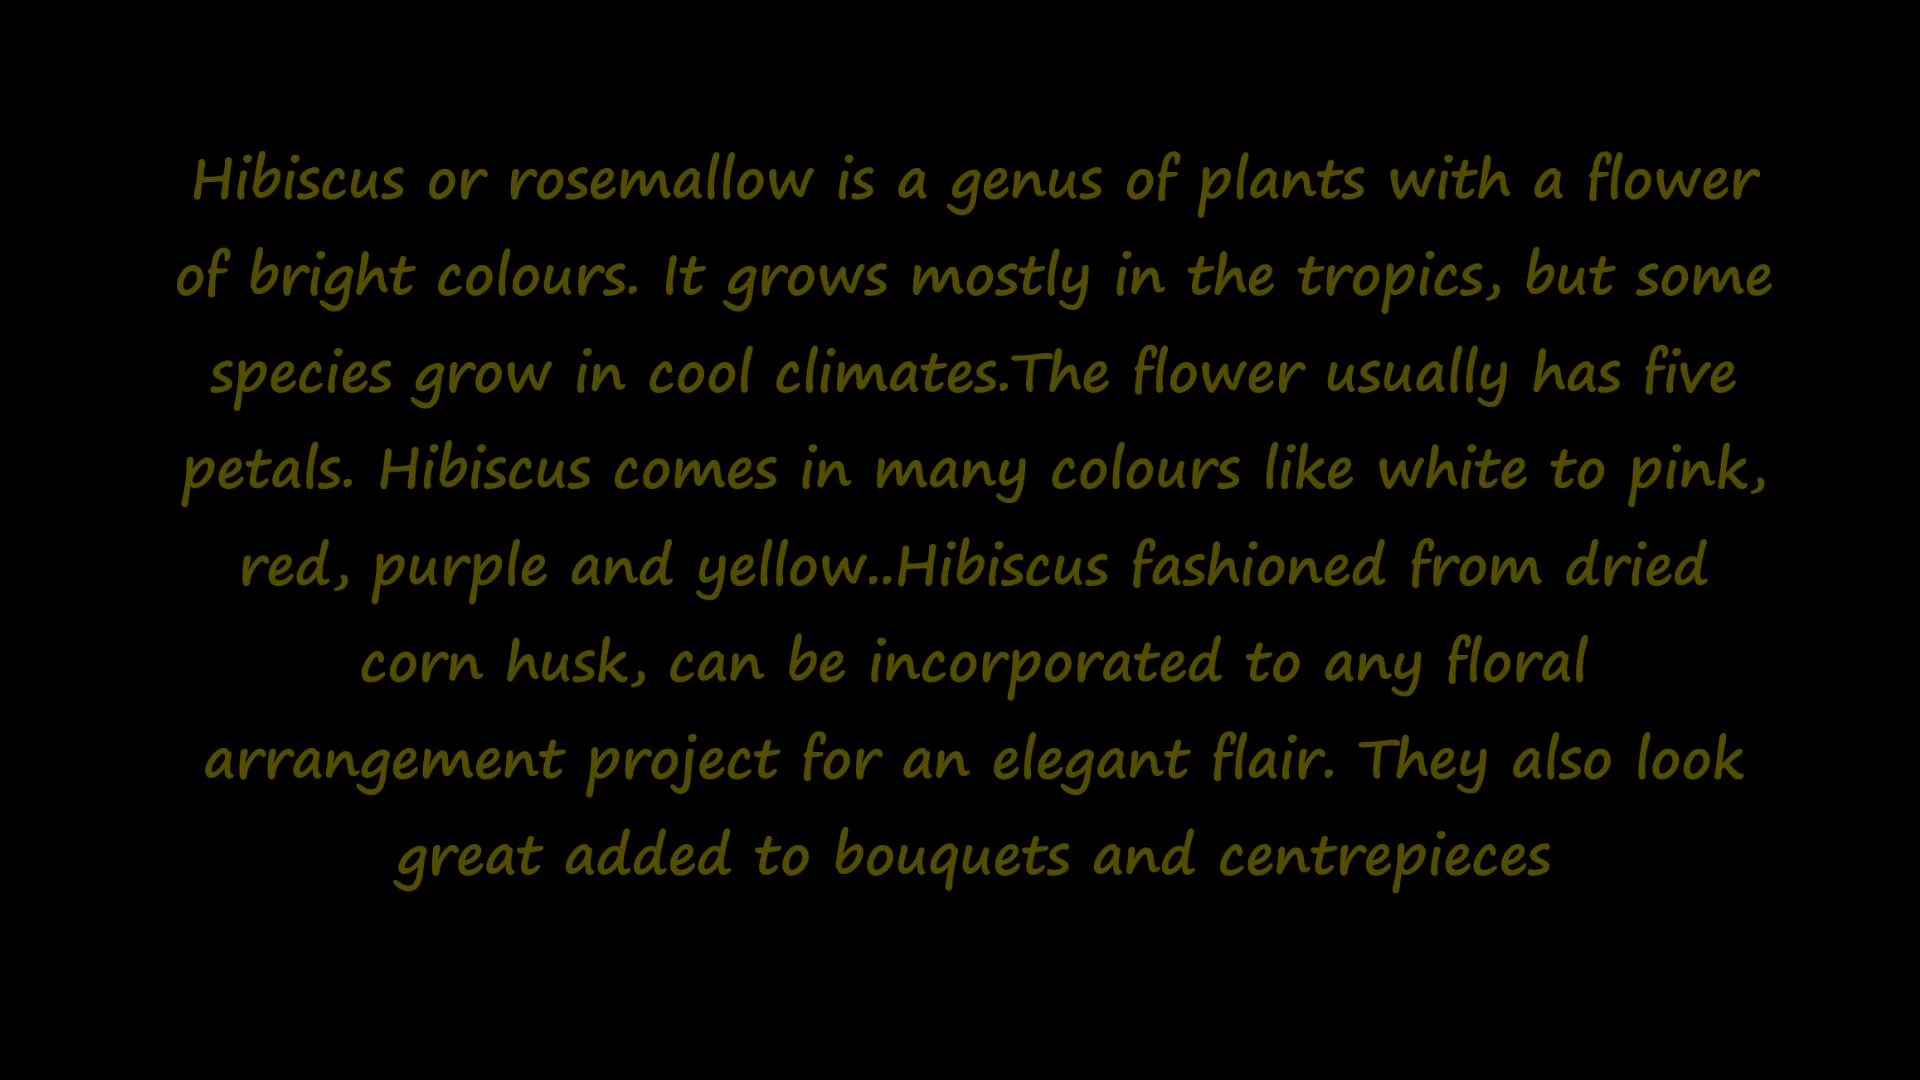 Hibiscus or rosemallow is a genus of plants with a flower
of bright colours. It grows mostly in the tropics, but some
species grow in cool climates.The flower usually has five
petals. Hibiscus comes in many colours like white to pink,
red, purple and yellow..Hibiscus fashioned from dried
corn husk, can be incorporated to any floral
arrangement project for an elegant flair. They also look
great added to bouquets and centrepieces